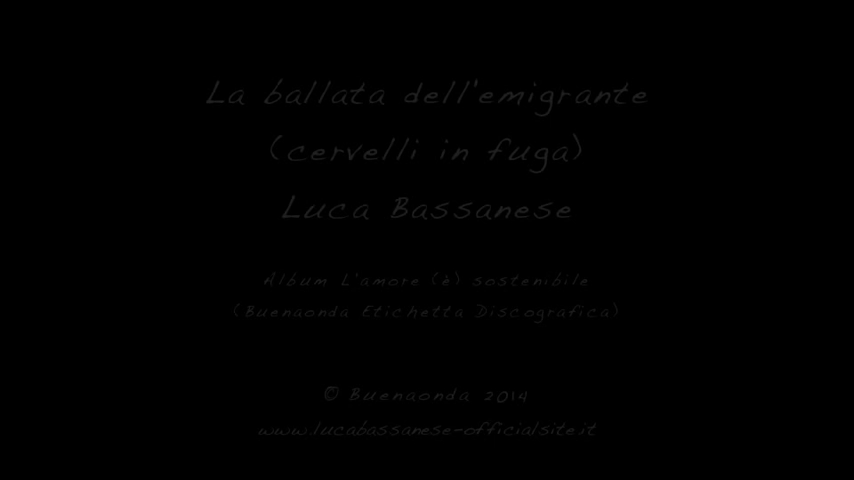 La ballata dell'emigrante
(cervelli in fuga)
Luca Bassanese
Album L'amore (è) sostenibile
(Buenaonda Etichetta Discografica)
© Buenaonda 2014
www.lucabassanese-officialsite.it